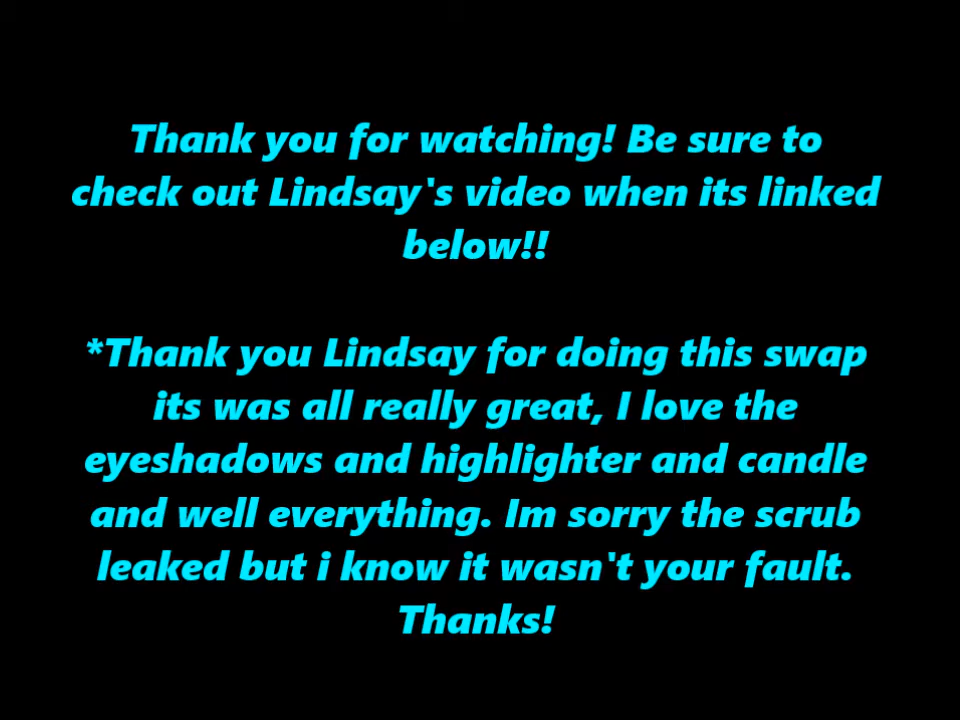 Thank you for watching! Be sure to
check out Lindsay's video when its linked
below!!
*Thank you Lindsay for doing this swap
its was all really great, I love the
eyeshadows and highlighter and candle
and well everything. Im sorry the scrub
leaked but i know it wasn't your fault.
Thanks!